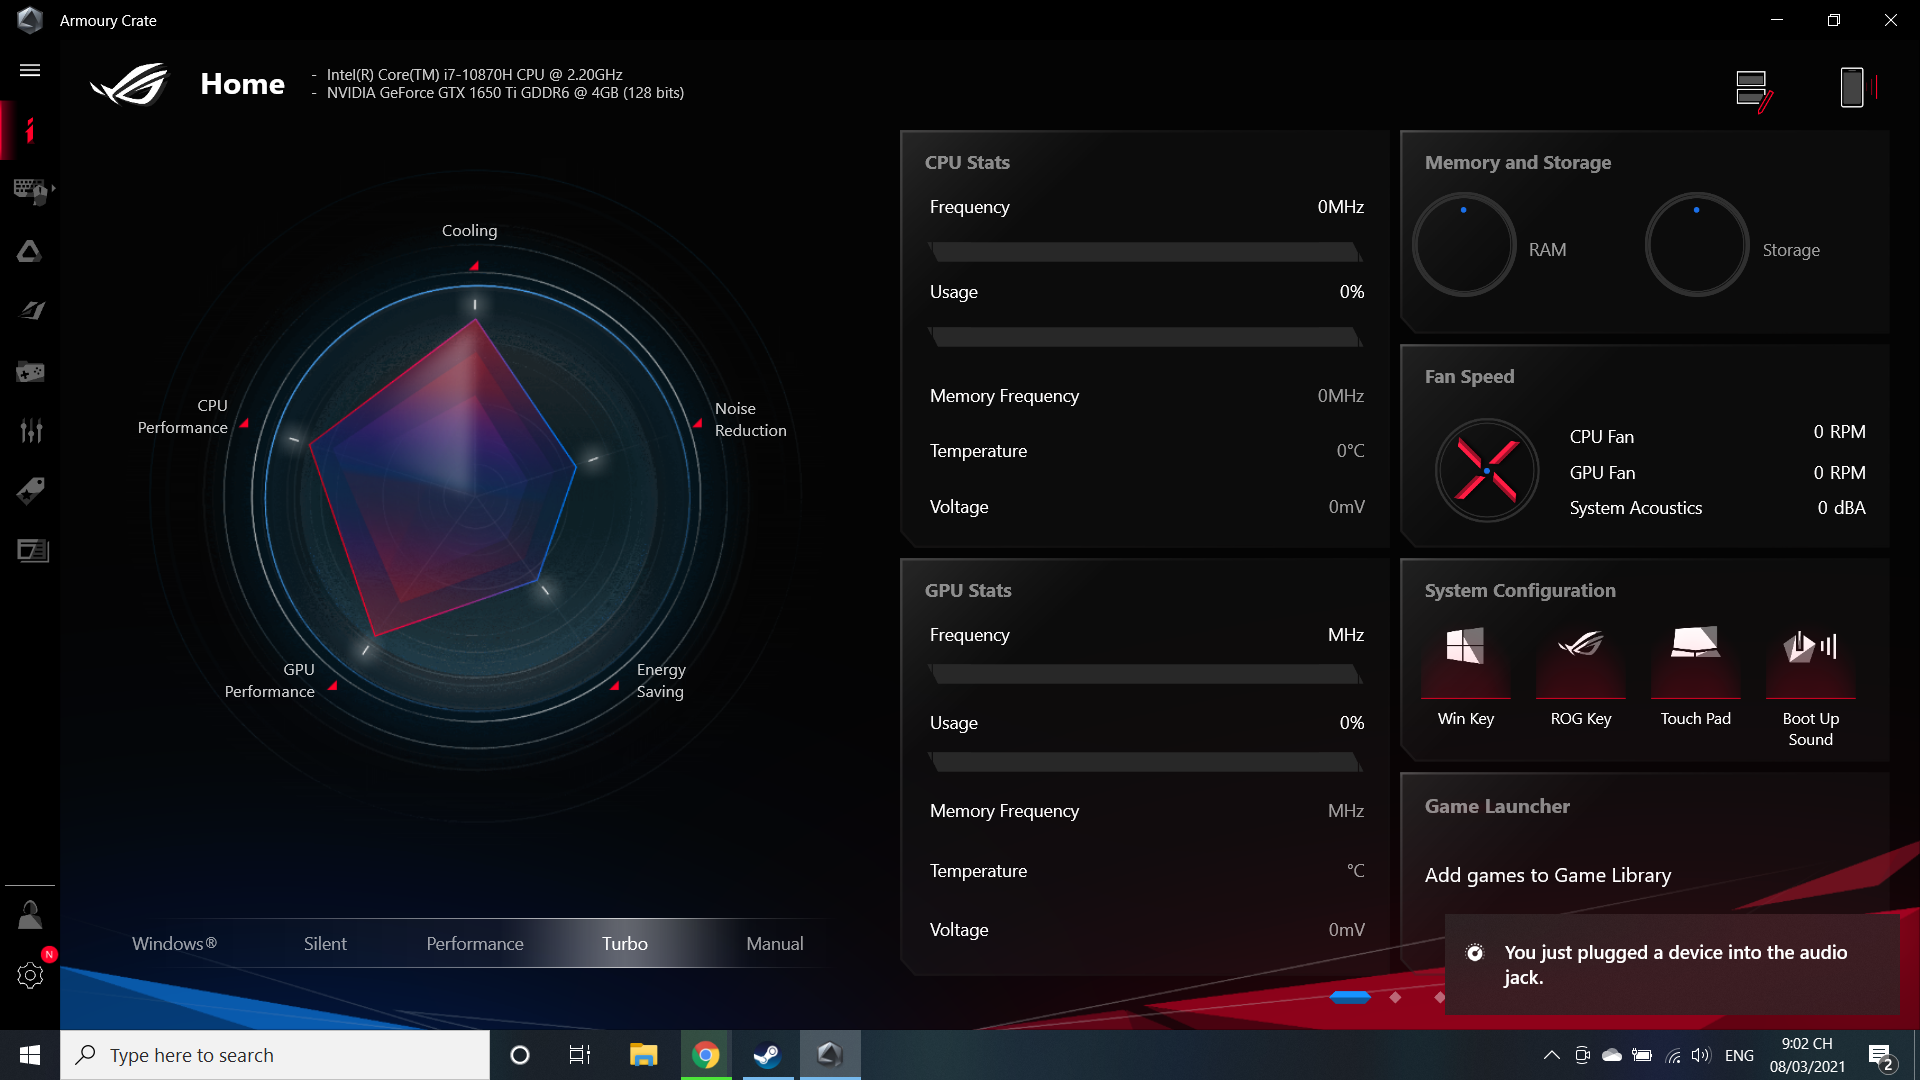 Armoury Crate
Home
- Intel(R) Core(TM) i7-10870H CPU @ 2.20GHz
- NVIDIA GeForce GTX 1650 Ti GDDR6 @ 4GB (128 bits)
Cooling
CPU
Performance
Noise
Reduction
GPU
Performance
Energy
Saving
Windows®
Silent
Performance
Turbo
Manual
CPU Stats
Frequency
0MHz
Usage
0%
Memory Frequency
0MHz
Temperature
0°C
Voltage
0mV
GPU Stats
Frequency
MHz
Usage
0%
Memory Frequency
MHz
Temperature
°C
Voltage
0mV
Memory and Storage
RAM
Storage
Fan Speed
CPU Fan
0 RPM
GPU Fan
0 RPM
System Acoustics
0 dBA
System Configuration
Win Key
ROG Key
Touch Pad
Boot Up
Sound
Game Launcher
Add games to Game Library
You just plugged a device into the audio
jack.
N
Type here to search
ENG
9:02 CH
08/03/2021
2